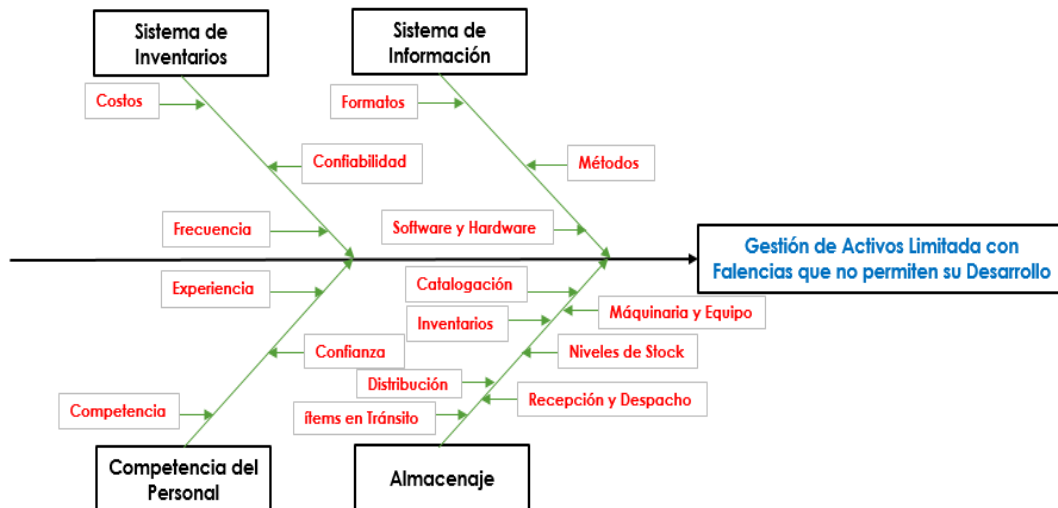 Sistema de
Inventarios
Sistema de
Información
Costos
Formatos
Confiabilidad
Métodos
Frecuencia
Software y Hardware
Gestión de Activos Limitada con
Falencias que no permiten su Desarrollo
Experiencia
Catalogación
Máquinaria y Equipo
Inventarios
Confianza
Niveles de Stock
Distribución
Recepción y Despacho
Competencia
ítems en Tránsito
Competencia del
Personal
Almacenaje